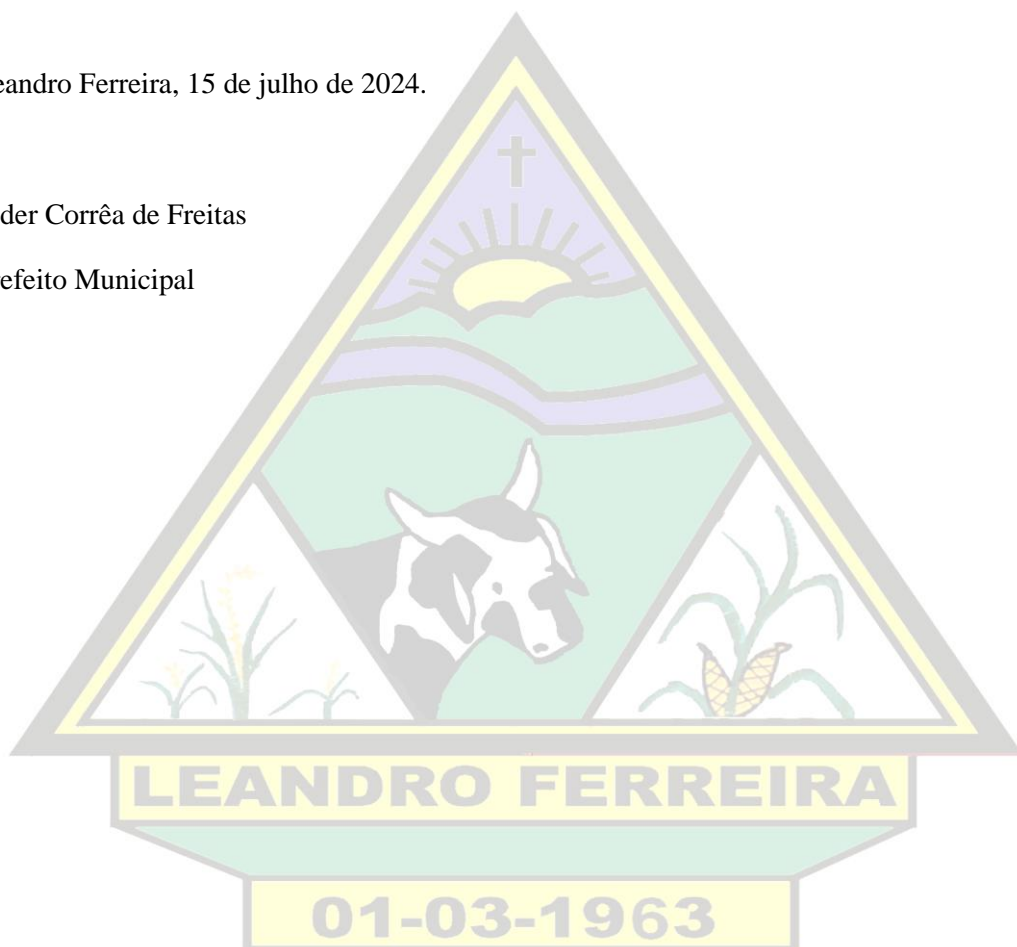 eandro Ferreira, 15 de julho de 2024.
der Corrêa de Freitas
efeito Municipal
LEANDRO FERREIRA
01-03-1963